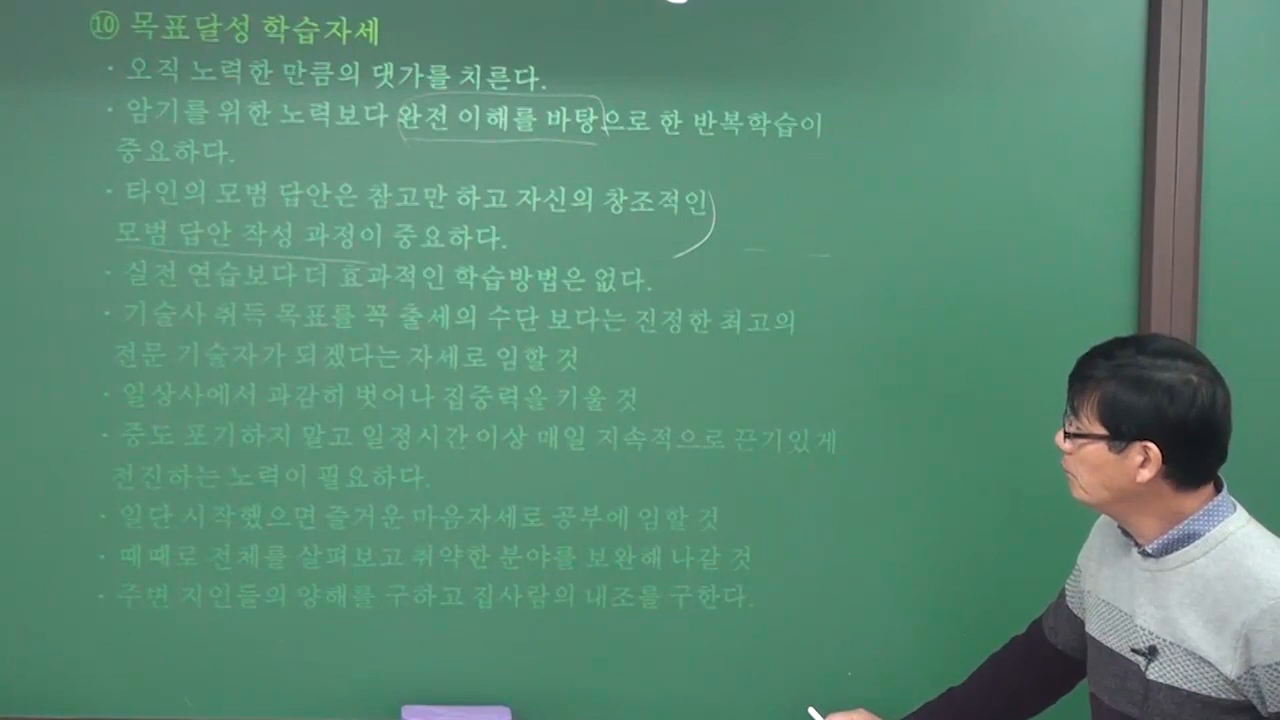 ⑩ 목표달성 학습자세
· 오직 노력한 만큼의 댓가를 치른다.
· 암기를 위한 노력보다 완전 이해를 바탕으로 한 반복학습이
중요하다.
· 타인의 모범 답안은 참고만 하고 자신의 창조적인
모범 답안 작성 과정이 중요하다.
· 실전 연습보다 더 효과적인 학습방법은 없다.
· 기술사 취득 목표를 꼭 출세의 수단 보다는 진정한 최고의
전문 기술자가 되겠다는 자세로 임할 것
· 일상사에서 과감히 벗어나 집중력을 키울 것
· 중도 포기하지 말고 일정시간 이상 매일 지속적으로 끈기있게
전진하는 노력이 필요하다.
· 일단 시작했으면 즐거운 마음자세로 공부에 임할 것
· 때때로 전체를 살펴보고 취약한 분야를 보완해 나갈 것
· 주변 지인들의 양해를 구하고 집사람의 내조를 구한다.